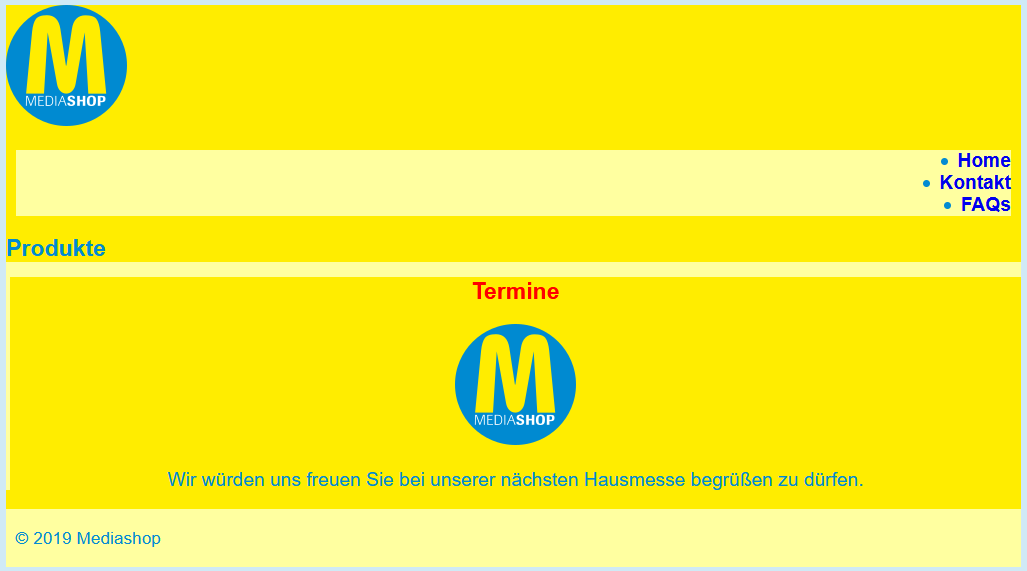 M
MEDIASHOP
Home
Kontakt
FAQs
Produkte
Termine
M
MEDIASHOP
Wir würden uns freuen Sie bei unserer nächsten Hausmesse begrüßen zu dürfen.
© 2019 Mediashop